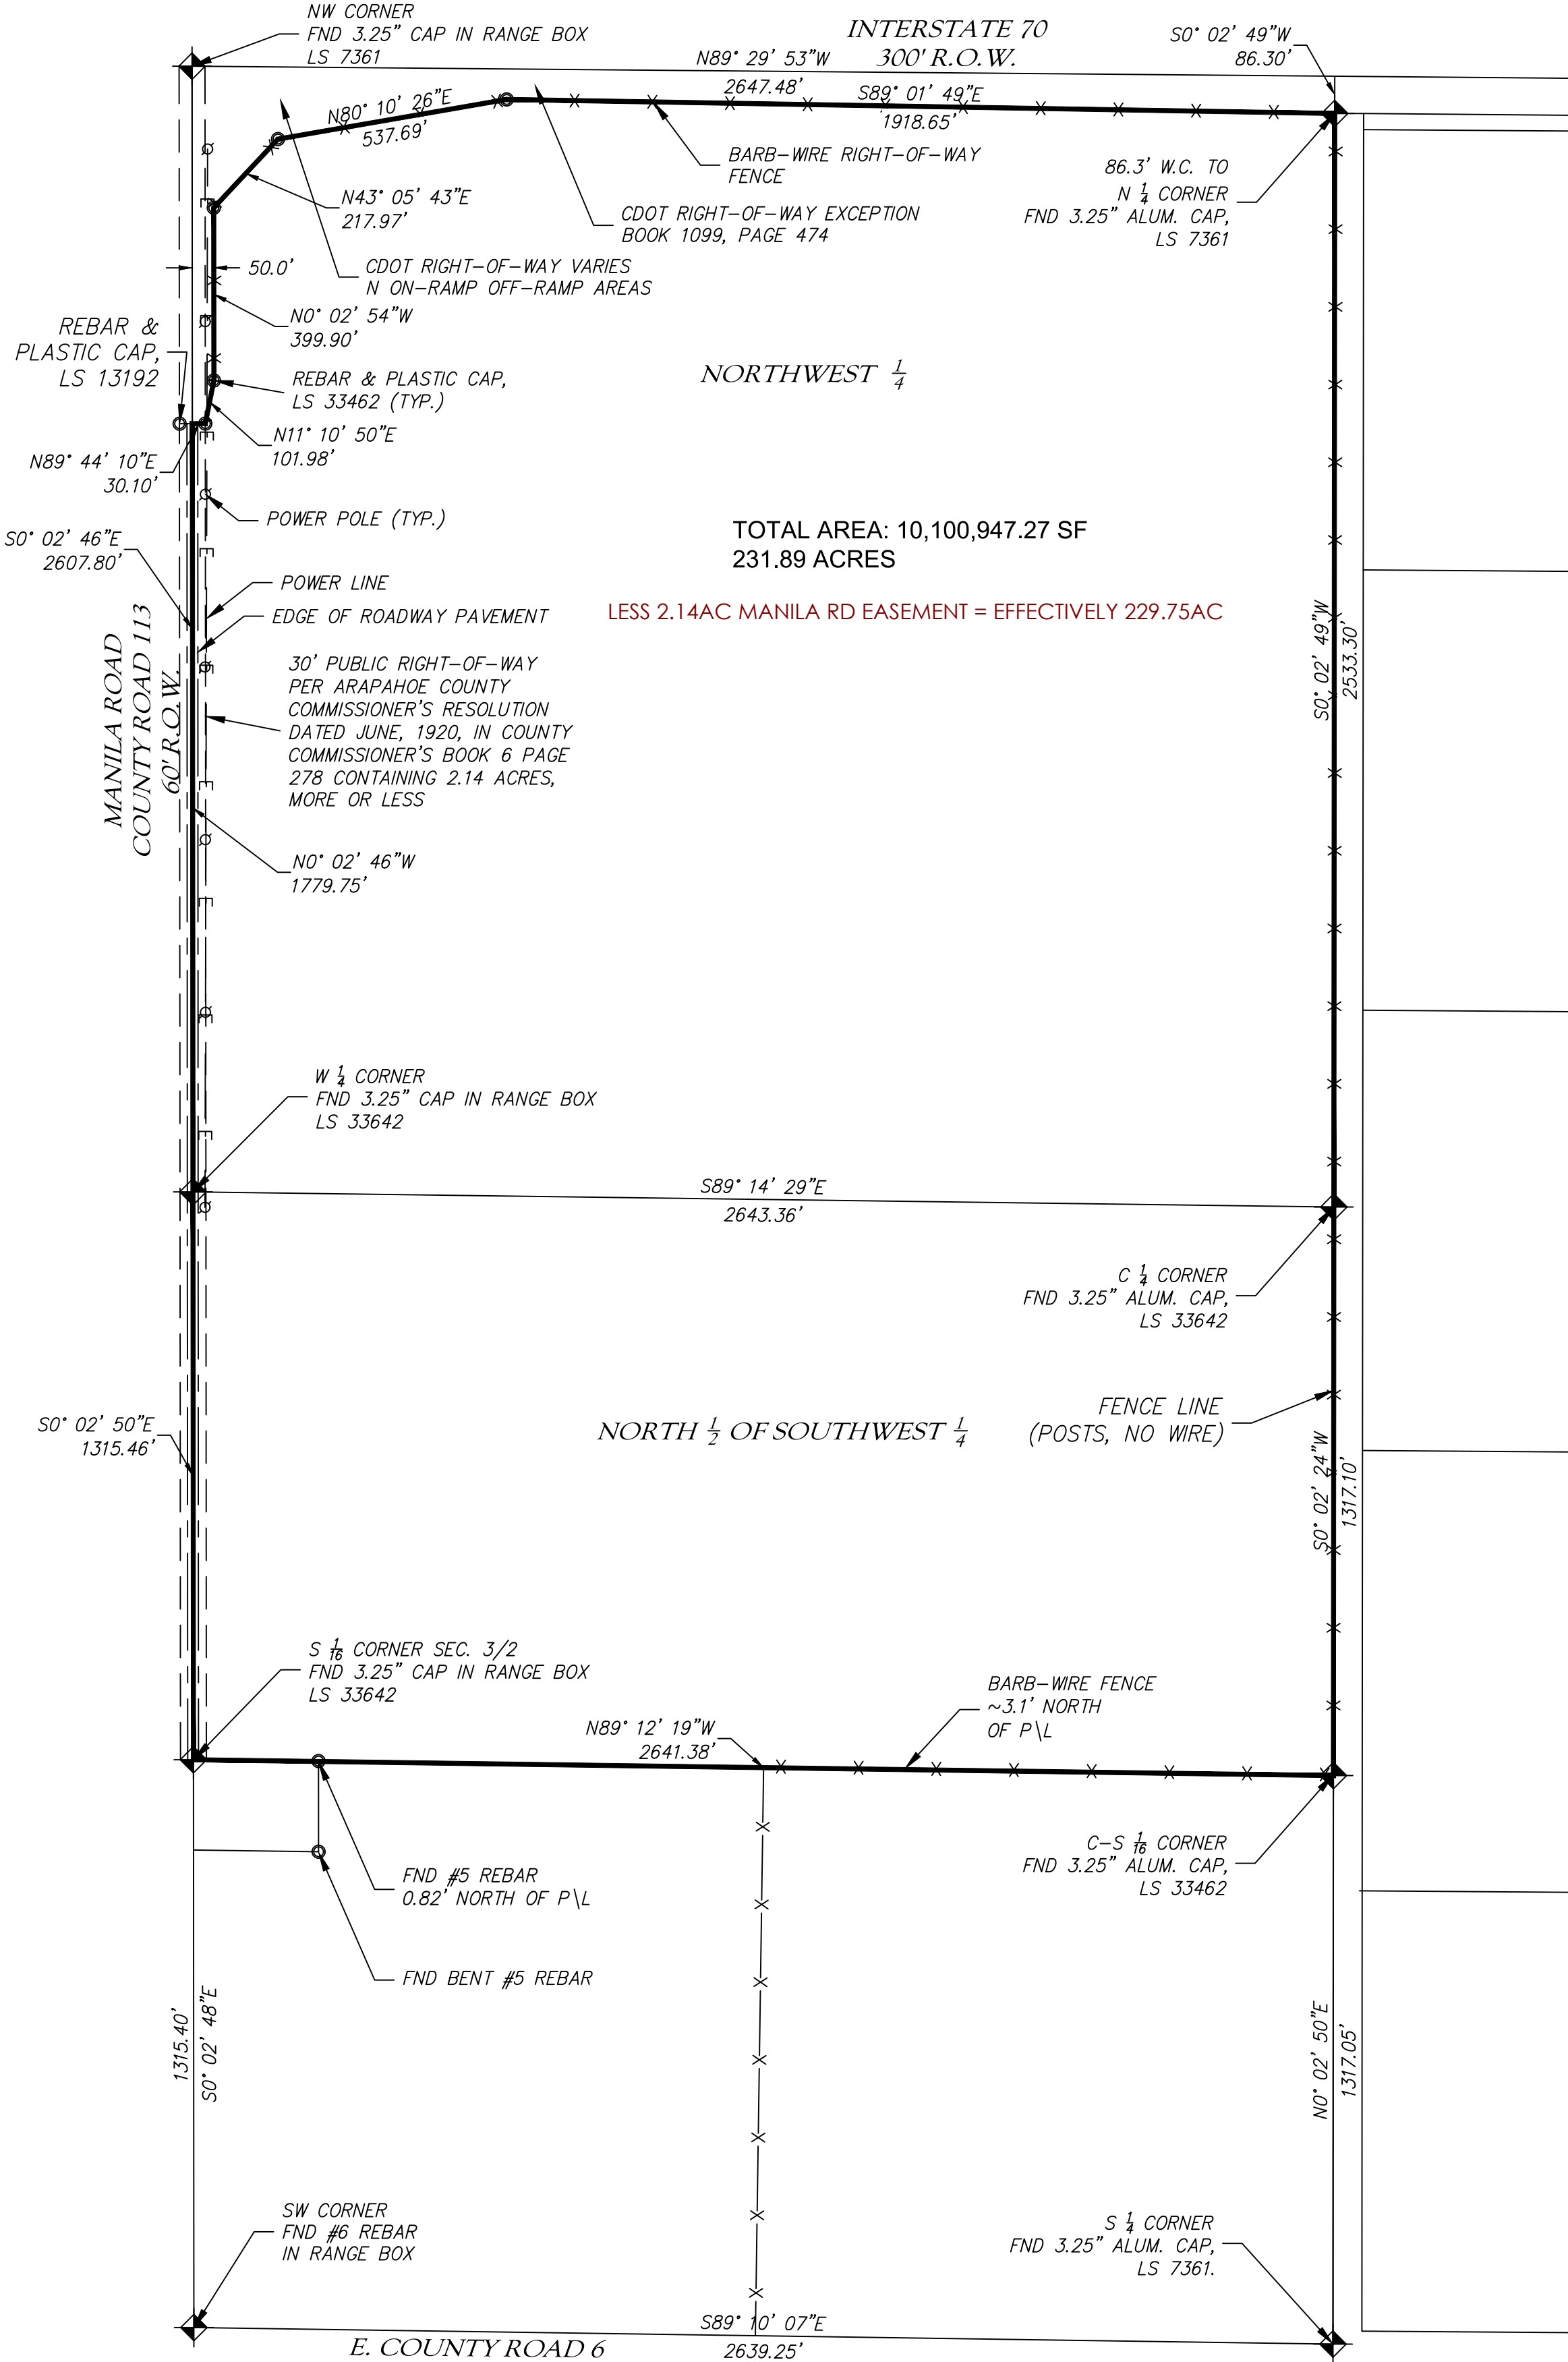 NW CORNER
FND 3.25" CAP IN RANGE BOX
LS 7361
INTERSTATE 70
300' R.O.W.
N89° 29' 53"W
2647.48'
S0° 02' 49"W
86.30'
S89° 01' 49"E
1918.65'
N80° 10' 26"E
537.69'
BARB-WIRE RIGHT-OF-WAY
FENCE
86.3' W.C. TO
N 1/4 CORNER
FND 3.25" ALUM. CAP,
LS 7361
N43° 05' 43"E
217.97'
CDOT RIGHT-OF-WAY EXCEPTION
BOOK 1099, PAGE 474
50.0'
CDOT RIGHT-OF-WAY VARIES
N ON-RAMP OFF-RAMP AREAS
N0° 02' 54"W
399.90'
REBAR &
PLASTIC CAP,
LS 13192
REBAR & PLASTIC CAP,
LS 33462 (TYP.)
NORTHWEST 1/4
N11° 10' 50"E
101.98'
N89° 44' 10"E
30.10'
POWER POLE (TYP.)
TOTAL AREA: 10,100,947.27 SF
231.89 ACRES
S0° 02' 46"E
2607.80'
POWER LINE
EDGE OF ROADWAY PAVEMENT
LESS 2.14AC MANILA RD EASEMENT = EFFECTIVELY 229.75AC
S0° 02' 49"W
2533.30'
MANILA ROAD
COUNTY ROAD 113
60' R.O.W.
30' PUBLIC RIGHT-OF-WAY
PER ARAPAHOE COUNTY
COMMISSIONER'S RESOLUTION
DATED JUNE, 1920, IN COUNTY
COMMISSIONER'S BOOK 6 PAGE
278 CONTAINING 2.14 ACRES,
MORE OR LESS
N0° 02' 46"W
1779.75'
W 1/4 CORNER
FND 3.25" CAP IN RANGE BOX
LS 33642
S89° 14' 29"E
2643.36'
C 1/4 CORNER
FND 3.25" ALUM. CAP,
LS 33642
S0° 02' 50"E
1315.46'
NORTH 1/2 OF SOUTHWEST 1/4
FENCE LINE
(POSTS, NO WIRE)
S0° 02' 24"W
1317.10'
S 1/16 CORNER SEC. 3/2
FND 3.25" CAP IN RANGE BOX
LS 33642
N89° 12' 19"W
2641.38'
BARB-WIRE FENCE
~3.1' NORTH
OF P\L
C-S 1/16 CORNER
FND 3.25" ALUM. CAP,
LS 33462
FND #5 REBAR
0.82' NORTH OF P\L
FND BENT #5 REBAR
1315.40'
S0° 02' 48"E
N0° 02' 50"E
1317.05'
SW CORNER
FND #6 REBAR
IN RANGE BOX
S 1/4 CORNER
FND 3.25" ALUM. CAP,
LS 7361.
S89° 10' 07"E
2639.25'
E. COUNTY ROAD 6